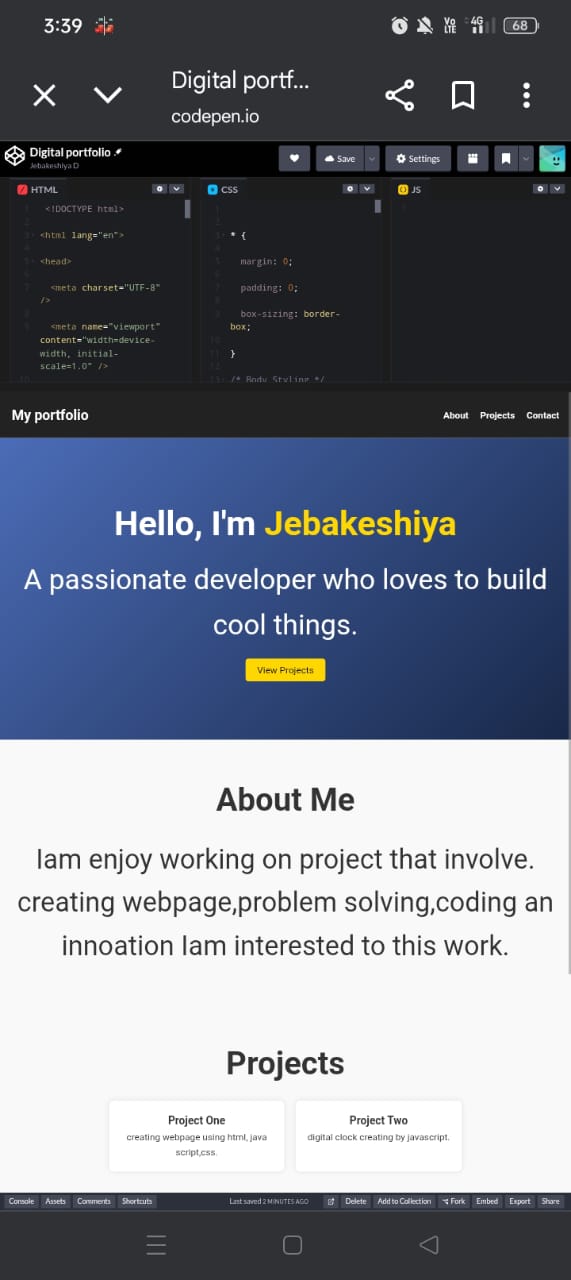 3:39
Vo LTE 4G 68
Digital portf...
codepen.io
Digital portfolio
Jebakeshiya D
Save
Settings
HTML
CSS
JS
1
<!DOCTYPE html>
<html lang="en">
<head>
<meta charset="UTF-8"
/>
<meta name="viewport"
content="width=device-
width, initial-
scale=1.0" />
* {
margin: 0;
padding: 0;
box-sizing: border-
box;
}
/* Body Styling */
My portfolio
About Projects Contact
Hello, I'm Jebakeshiya
A passionate developer who loves to build
cool things.
View Projects
About Me
Iam enjoy working on project that involve.
creating webpage,problem solving,coding an
innoation Iam interested to this work.
Projects
Project One
creating webpage using html, java
script,css.
Project Two
digital clock creating by javascript.
Console Assets Comments Shortcuts Last saved 2 MINUTES AGO Delete Add to Collection Fork Embed Export Share